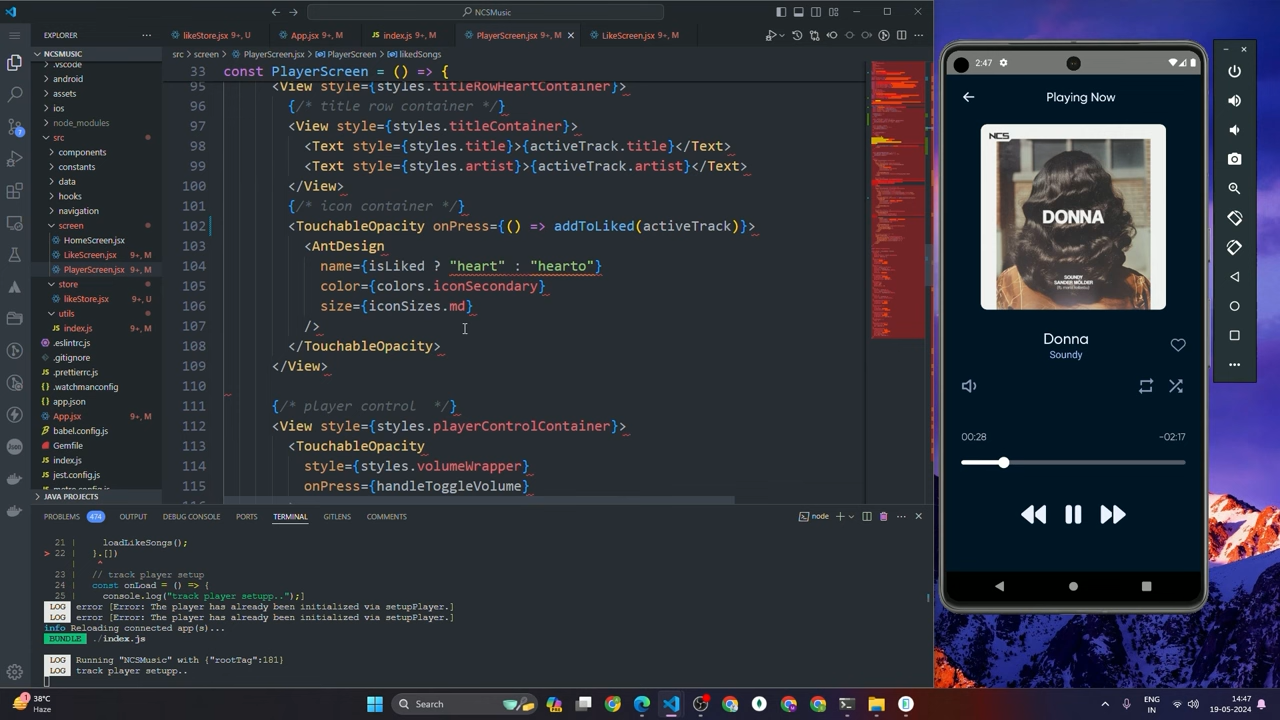 NCSMusic
EXPLORER
likeStore.jsx 9+, U
App.jsx 9+, M
index.js 9+, M
PlayerScreen.jsx 9+, M
LikeScreen.jsx 9+, M
NCSMUSIC
src > screen > PlayerScreen.jsx > PlayerScreen > likedSongs
.vscode
android
assets
ios
node_modules
src
components
constants
data
hooks
navigation
screen
HomeScreen.jsx
LikeScreen.jsx 9+, M
PlayerScreen.jsx 9+, M
store
likeStore.jsx 9+, U
utils
index.js 9+, M
.eslintrc.js
.gitignore
.prettierrc.js
.watchmanconfig
app.json
App.jsx 9+, M
babel.config.js
Gemfile
index.js
jest.config.js
metro.config.js
JAVA PROJECTS
33 const PlayerScreen = () => {
<View style={styles.titleRowHeartContainer}>
{/* title row container */}
97 <View style={styles.titleContainer}>
98 <Text style={styles.title}>{activeTrack.title}</Text>
99 <Text style={styles.artist}>{activeTrack.artist}</Text>
100 </View>
{/* icon container */}
102 <TouchableOpacity onPress={() => addToLiked(activeTrack)}>
103 <AntDesign
104 name={isLiked ? "heart" : "hearto"}
105 color={colors.iconSecondary}
106 size={iconSizes.md}
107 />
108 </TouchableOpacity>
109 </View>
110
111 {/* player control */}
112 <View style={styles.playerControlContainer}>
113 <TouchableOpacity
114 style={styles.volumeWrapper}
115 onPress={handleToggleVolume}
PROBLEMS 474 OUTPUT DEBUG CONSOLE PORTS TERMINAL GITLENS COMMENTS
node
21 | loadLikeSongs();
> 22 | }.[])
| ^
23 | // track player setup
24 | const onLoad = () => {
25 | console.log("track player setupp..");]
LOG error [Error: The player has already been initialized via setupPlayer.]
LOG error [Error: The player has already been initialized via setupPlayer.]
info Reloading connected app(s)...
BUNDLE ./index.js
LOG Running "NCSMusic" with {"rootTag":181}
LOG track player setupp..
2:47
Playing Now
NCS
DONNA
SOUNDY
SANDER MÖLDER
Donna
Soundy
00:28
-02:17
38°C
Haze
Search
ENG
IN
14:47
19-05-2024